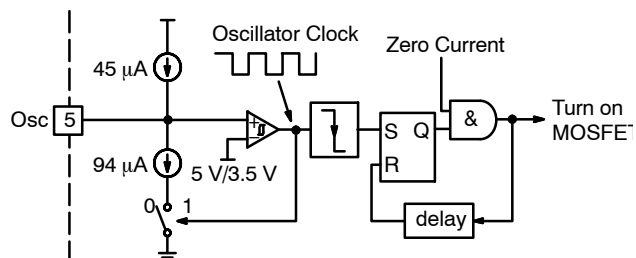 Oscillator Clock
Zero Current
45 μA
Osc 5
+
−
S Q
R
&
Turn on
MOSFET
94 μA
5 V/3.5 V
0 1
delay